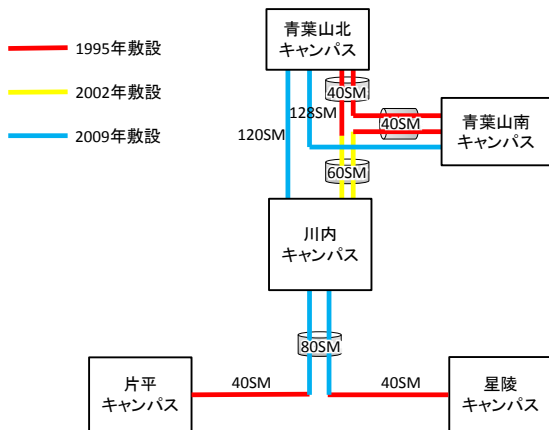 1995年敷設
2002年敷設
2009年敷設
青葉山北
キャンパス
40SM
128SM
120SM
40SM
青葉山南
キャンパス
60SM
川内
キャンパス
80SM
40SM
40SM
片平
キャンパス
星陵
キャンパス